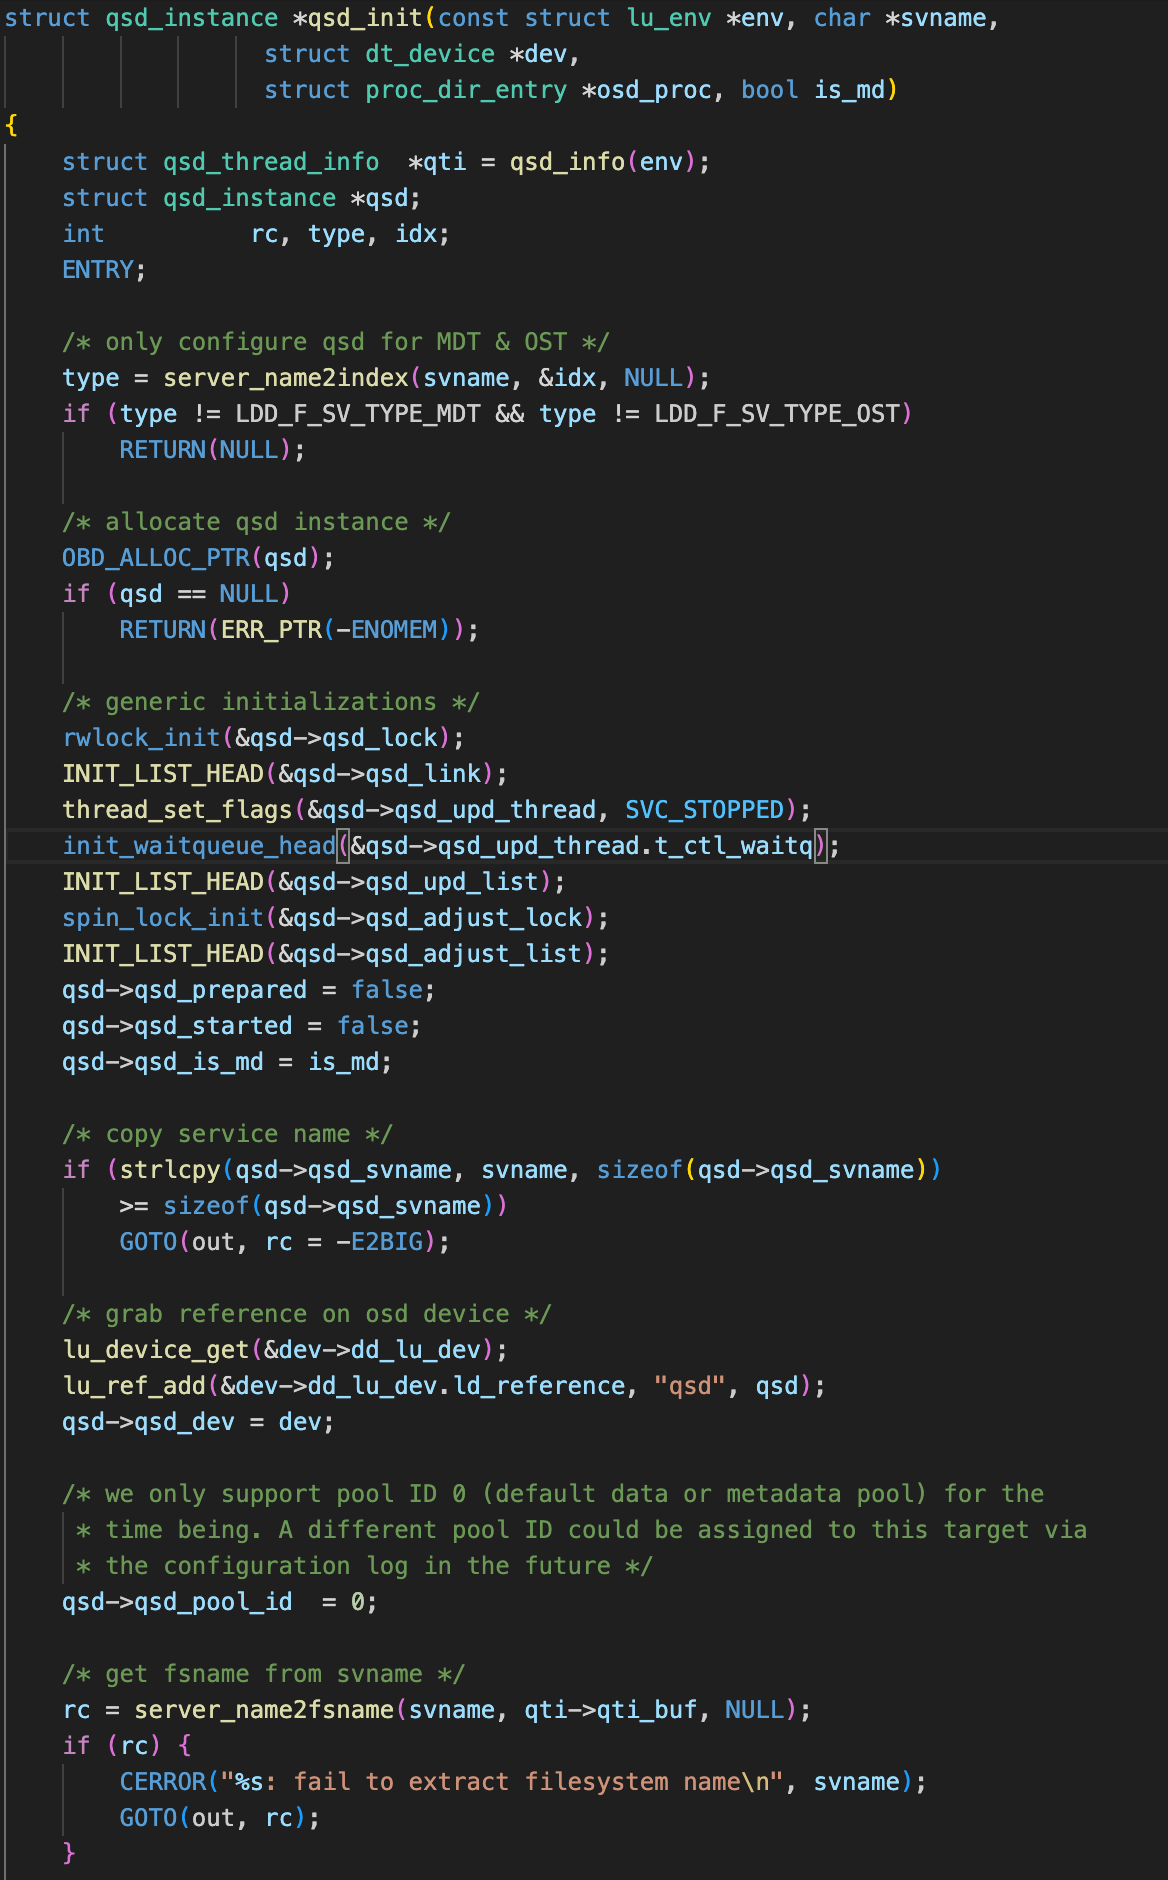 struct qsd_instance *qsd_init(const struct lu_env *env, char *svname,
                  struct dt_device *dev,
                  struct proc_dir_entry *osd_proc, bool is_md)
{
    struct qsd_thread_info  *qti = qsd_info(env);
    struct qsd_instance *qsd;
    int          rc, type, idx;
    ENTRY;

    /* only configure qsd for MDT & OST */
    type = server_name2index(svname, &idx, NULL);
    if (type != LDD_F_SV_TYPE_MDT && type != LDD_F_SV_TYPE_OST)
        RETURN(NULL);

    /* allocate qsd instance */
    OBD_ALLOC_PTR(qsd);
    if (qsd == NULL)
        RETURN(ERR_PTR(-ENOMEM));

    /* generic initializations */
    rwlock_init(&qsd->qsd_lock);
    INIT_LIST_HEAD(&qsd->qsd_link);
    thread_set_flags(&qsd->qsd_upd_thread, SVC_STOPPED);
    init_waitqueue_head(&qsd->qsd_upd_thread.t_ctl_waitq);
    INIT_LIST_HEAD(&qsd->qsd_upd_list);
    spin_lock_init(&qsd->qsd_adjust_lock);
    INIT_LIST_HEAD(&qsd->qsd_adjust_list);
    qsd->qsd_prepared = false;
    qsd->qsd_started = false;
    qsd->qsd_is_md = is_md;

    /* copy service name */
    if (strlcpy(qsd->qsd_svname, svname, sizeof(qsd->qsd_svname))
        >= sizeof(qsd->qsd_svname))
        GOTO(out, rc = -E2BIG);

    /* grab reference on osd device */
    lu_device_get(&dev->dd_lu_dev);
    lu_ref_add(&dev->dd_lu_dev.ld_reference, "qsd", qsd);
    qsd->qsd_dev = dev;

    /* we only support pool ID 0 (default data or metadata pool) for the
     * time being. A different pool ID could be assigned to this target via
     * the configuration log in the future */
    qsd->qsd_pool_id  = 0;

    /* get fsname from svname */
    rc = server_name2fsname(svname, qti->qti_buf, NULL);
    if (rc) {
        CERROR("%s: fail to extract filesystem name\n", svname);
        GOTO(out, rc);
    }